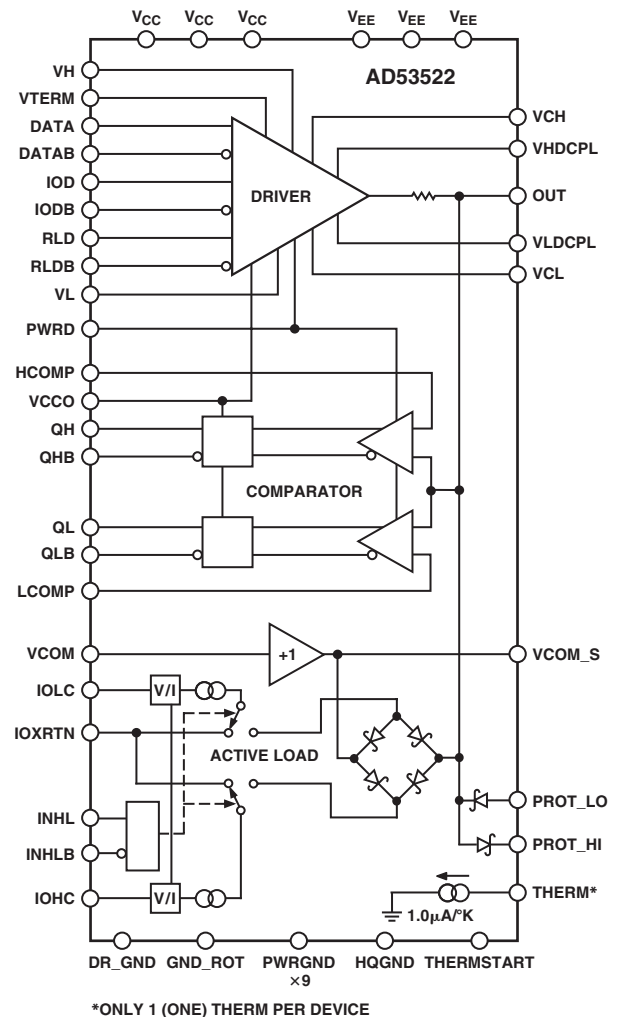 VCC VCC VCC VEE VEE VEE
AD53522
VH
VTERM
DATA
DATAB
IOD
IODB
RLD
RLDB
VL
PWRD
HCOMP
VCCO
QH
QHB
QL
QLB
LCOMP
VCOM
IOLC
IOXRTN
INHL
INHLB
IOHC
DRIVER
COMPARATOR
+1
V/I
ACTIVE LOAD
V/I
VCH
VHDCPL
OUT
VLDCPL
VCL
VCOM_S
PROT_LO
PROT_HI
THERM*
1.0µA/°K
DR_GND GND_ROT PWRGND HQGND THERMSTART
×9
*ONLY 1 (ONE) THERM PER DEVICE